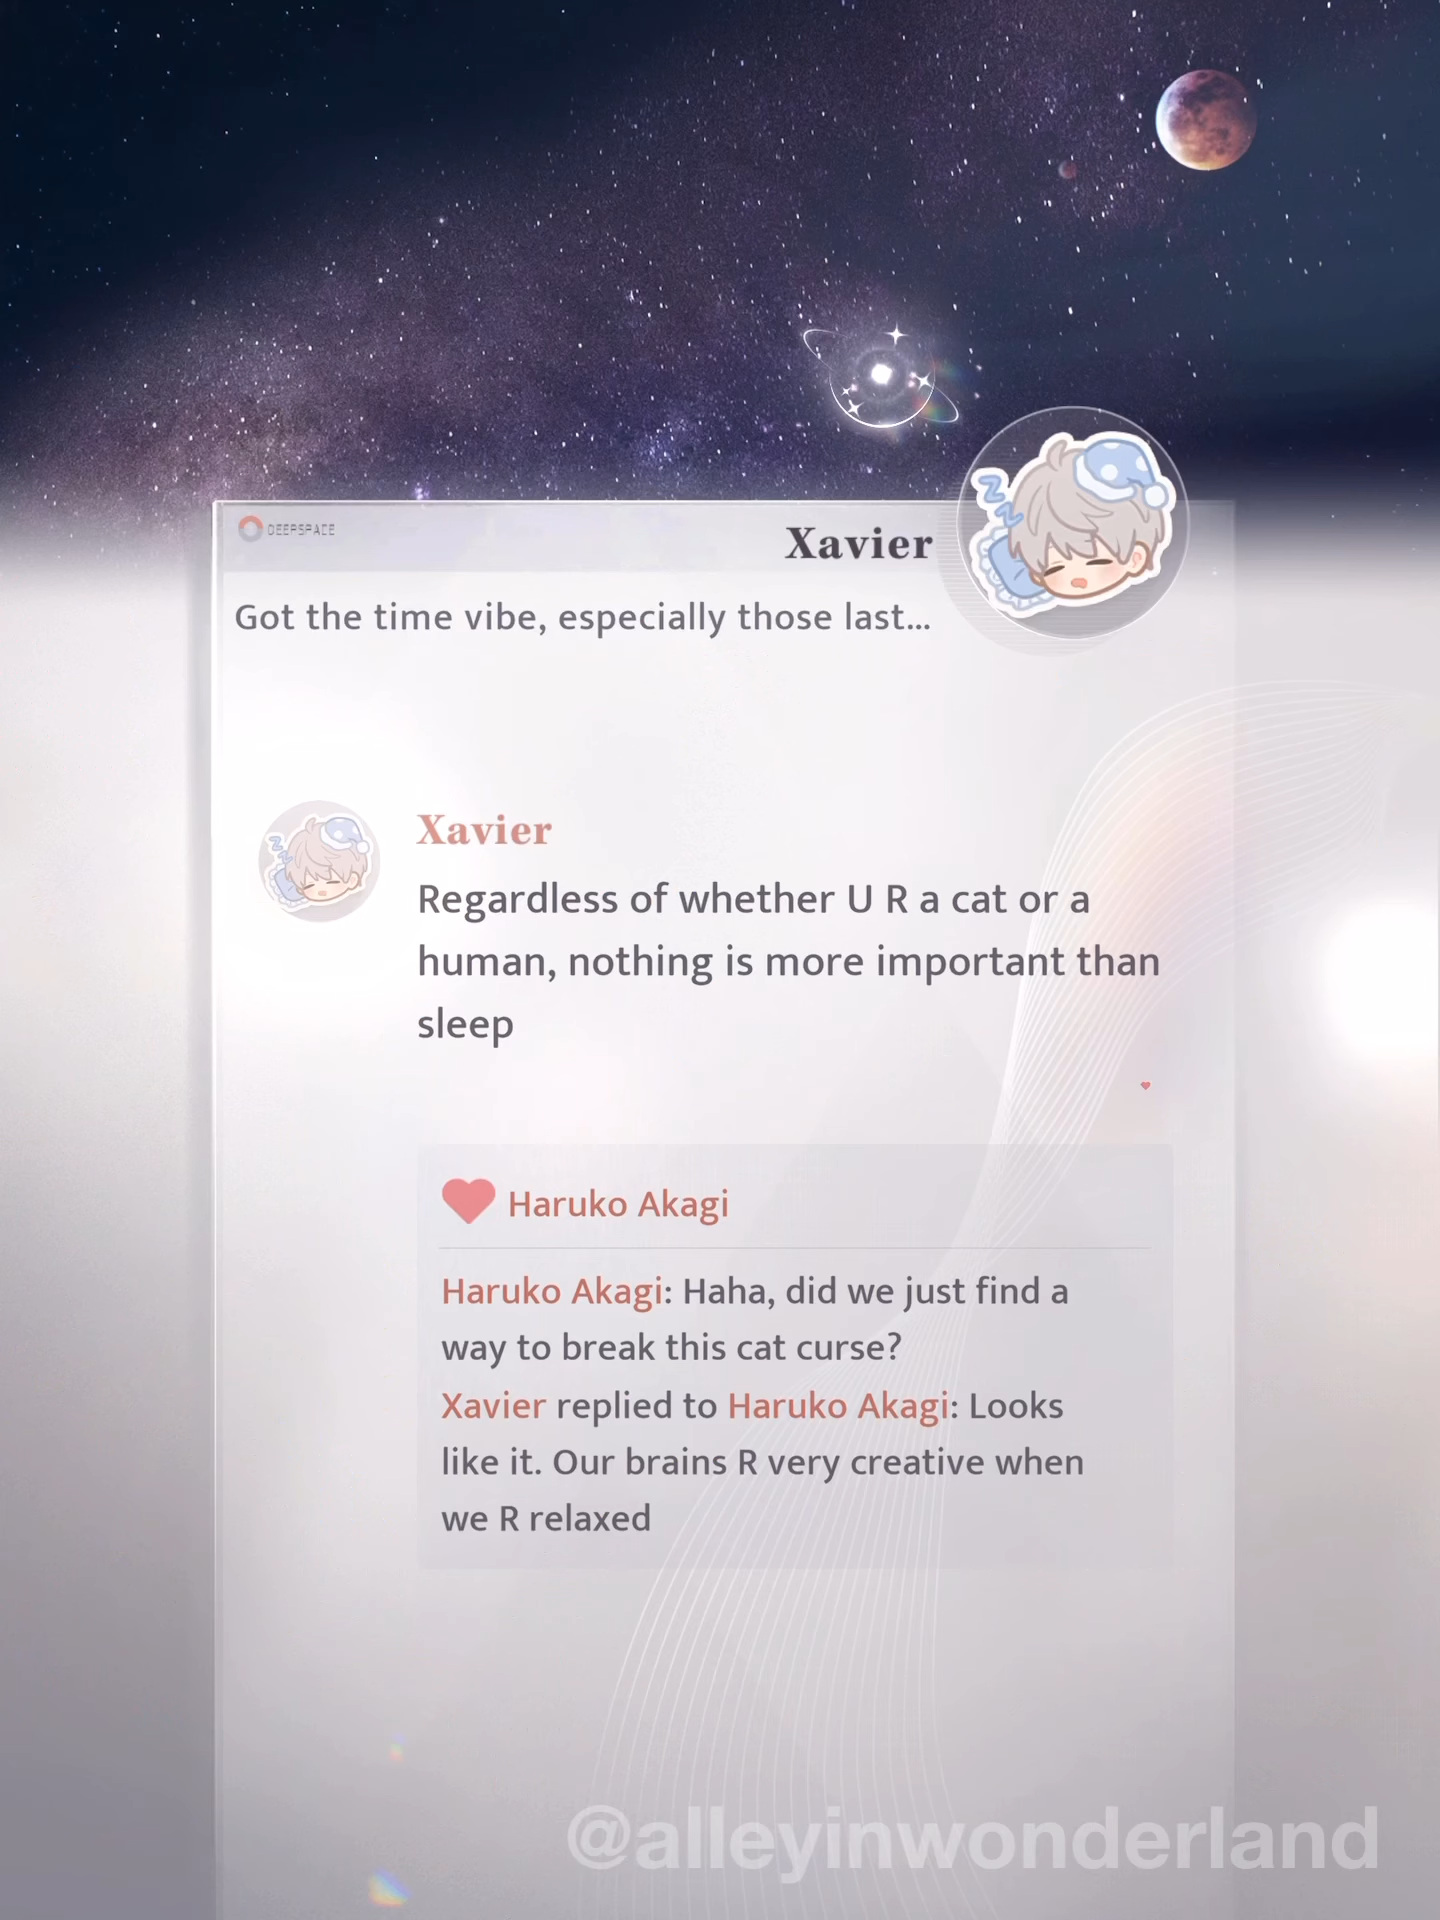 DEEPSPACE
Xavier
Got the time vibe, especially those last...
Xavier
Regardless of whether U R a cat or a
human, nothing is more important than
sleep
Haruko Akagi
Haruko Akagi: Haha, did we just find a
way to break this cat curse?
Xavier replied to Haruko Akagi: Looks
like it. Our brains R very creative when
we R relaxed
@alleyinwonderland